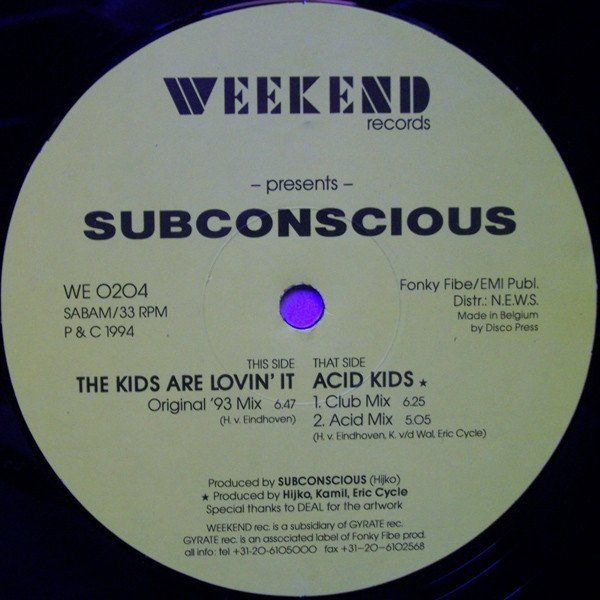 WEEKEND
records
– presents –
SUBCONSCIOUS
WE 0204
SABAM/33 RPM
P & C 1994
Fonky Fibe/EMI Publ.
Distr.: N.E.W.S.
Made in Belgium
by Disco Press
THIS SIDE
THE KIDS ARE LOVIN' IT
Original '93 Mix 6.47
(H. v. Eindhoven)
THAT SIDE
ACID KIDS ★
1. Club Mix 6.25
2. Acid Mix 5.05
(H. v. Eindhoven, K. v/d Wal, Eric Cycle)
Produced by SUBCONSCIOUS (Hijko)
★ Produced by Hijko, Kamil, Eric Cycle
Special thanks to DEAL for the artwork
WEEKEND rec. is a subsidiary of GYRATE rec.
GYRATE rec. is an associated label of Fonky Fibe prod.
all info: tel +31-20-6105000 fax +31-20-6102568